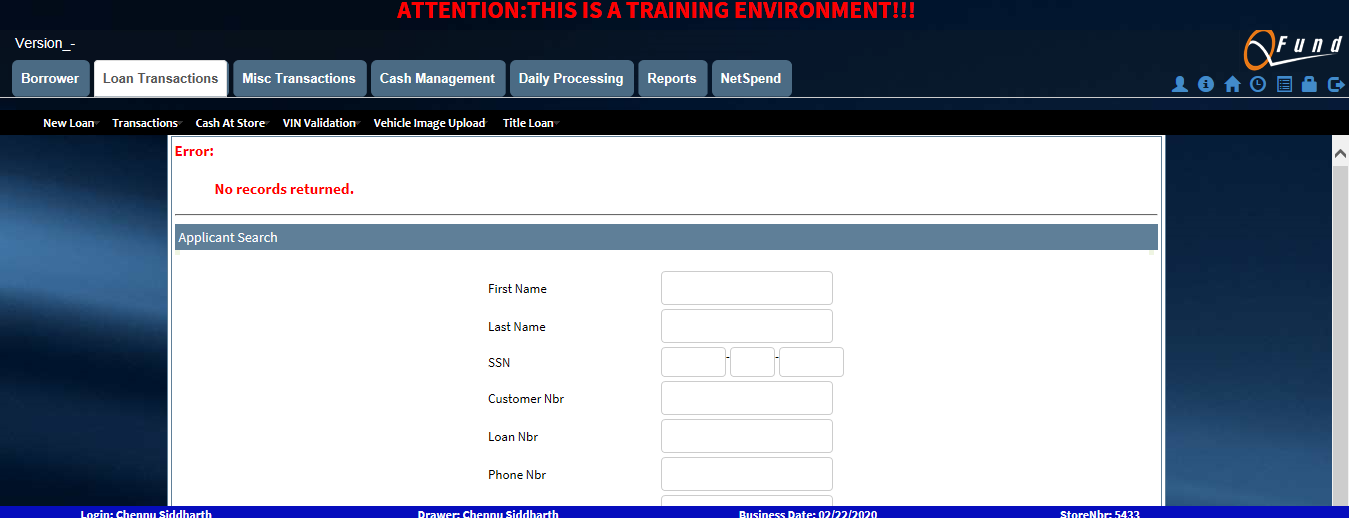 ATTENTION:THIS IS A TRAINING ENVIRONMENT!!!
Version_-
QFund
Borrower Loan Transactions Misc Transactions Cash Management Daily Processing Reports NetSpend
New Loan Transactions Cash At Store VIN Validation Vehicle Image Upload Title Loan
Error:
No records returned.
Applicant Search
First Name
Last Name
SSN - -
Customer Nbr
Loan Nbr
Phone Nbr
Login: Chennu Siddharth Drawer: Chennu Siddharth Business Date: 02/22/2020 StoreNbr: 5433